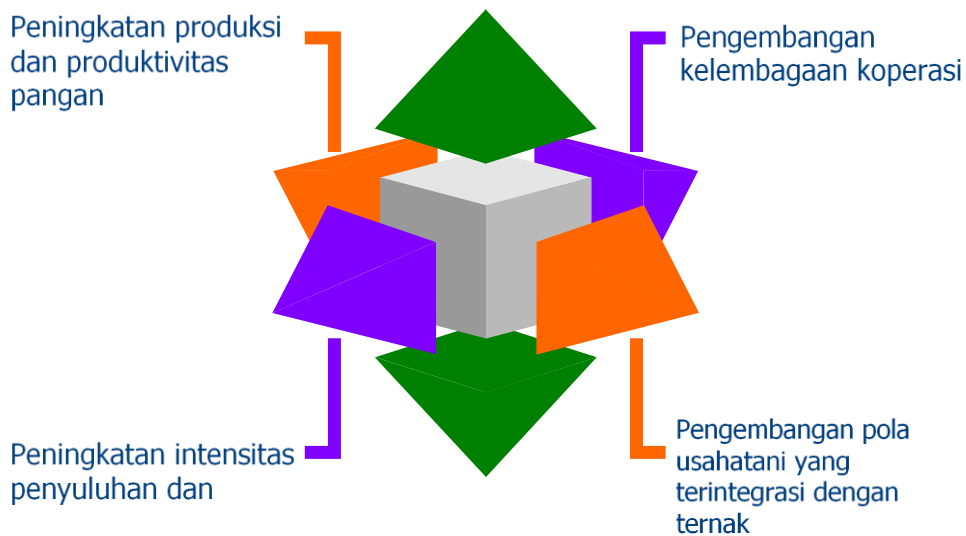 Peningkatan produksi
dan produktivitas
pangan
Pengembangan
kelembagaan koperasi
Peningkatan intensitas
penyuluhan dan
Pengembangan pola
usahatani yang
terintegrasi dengan
ternak